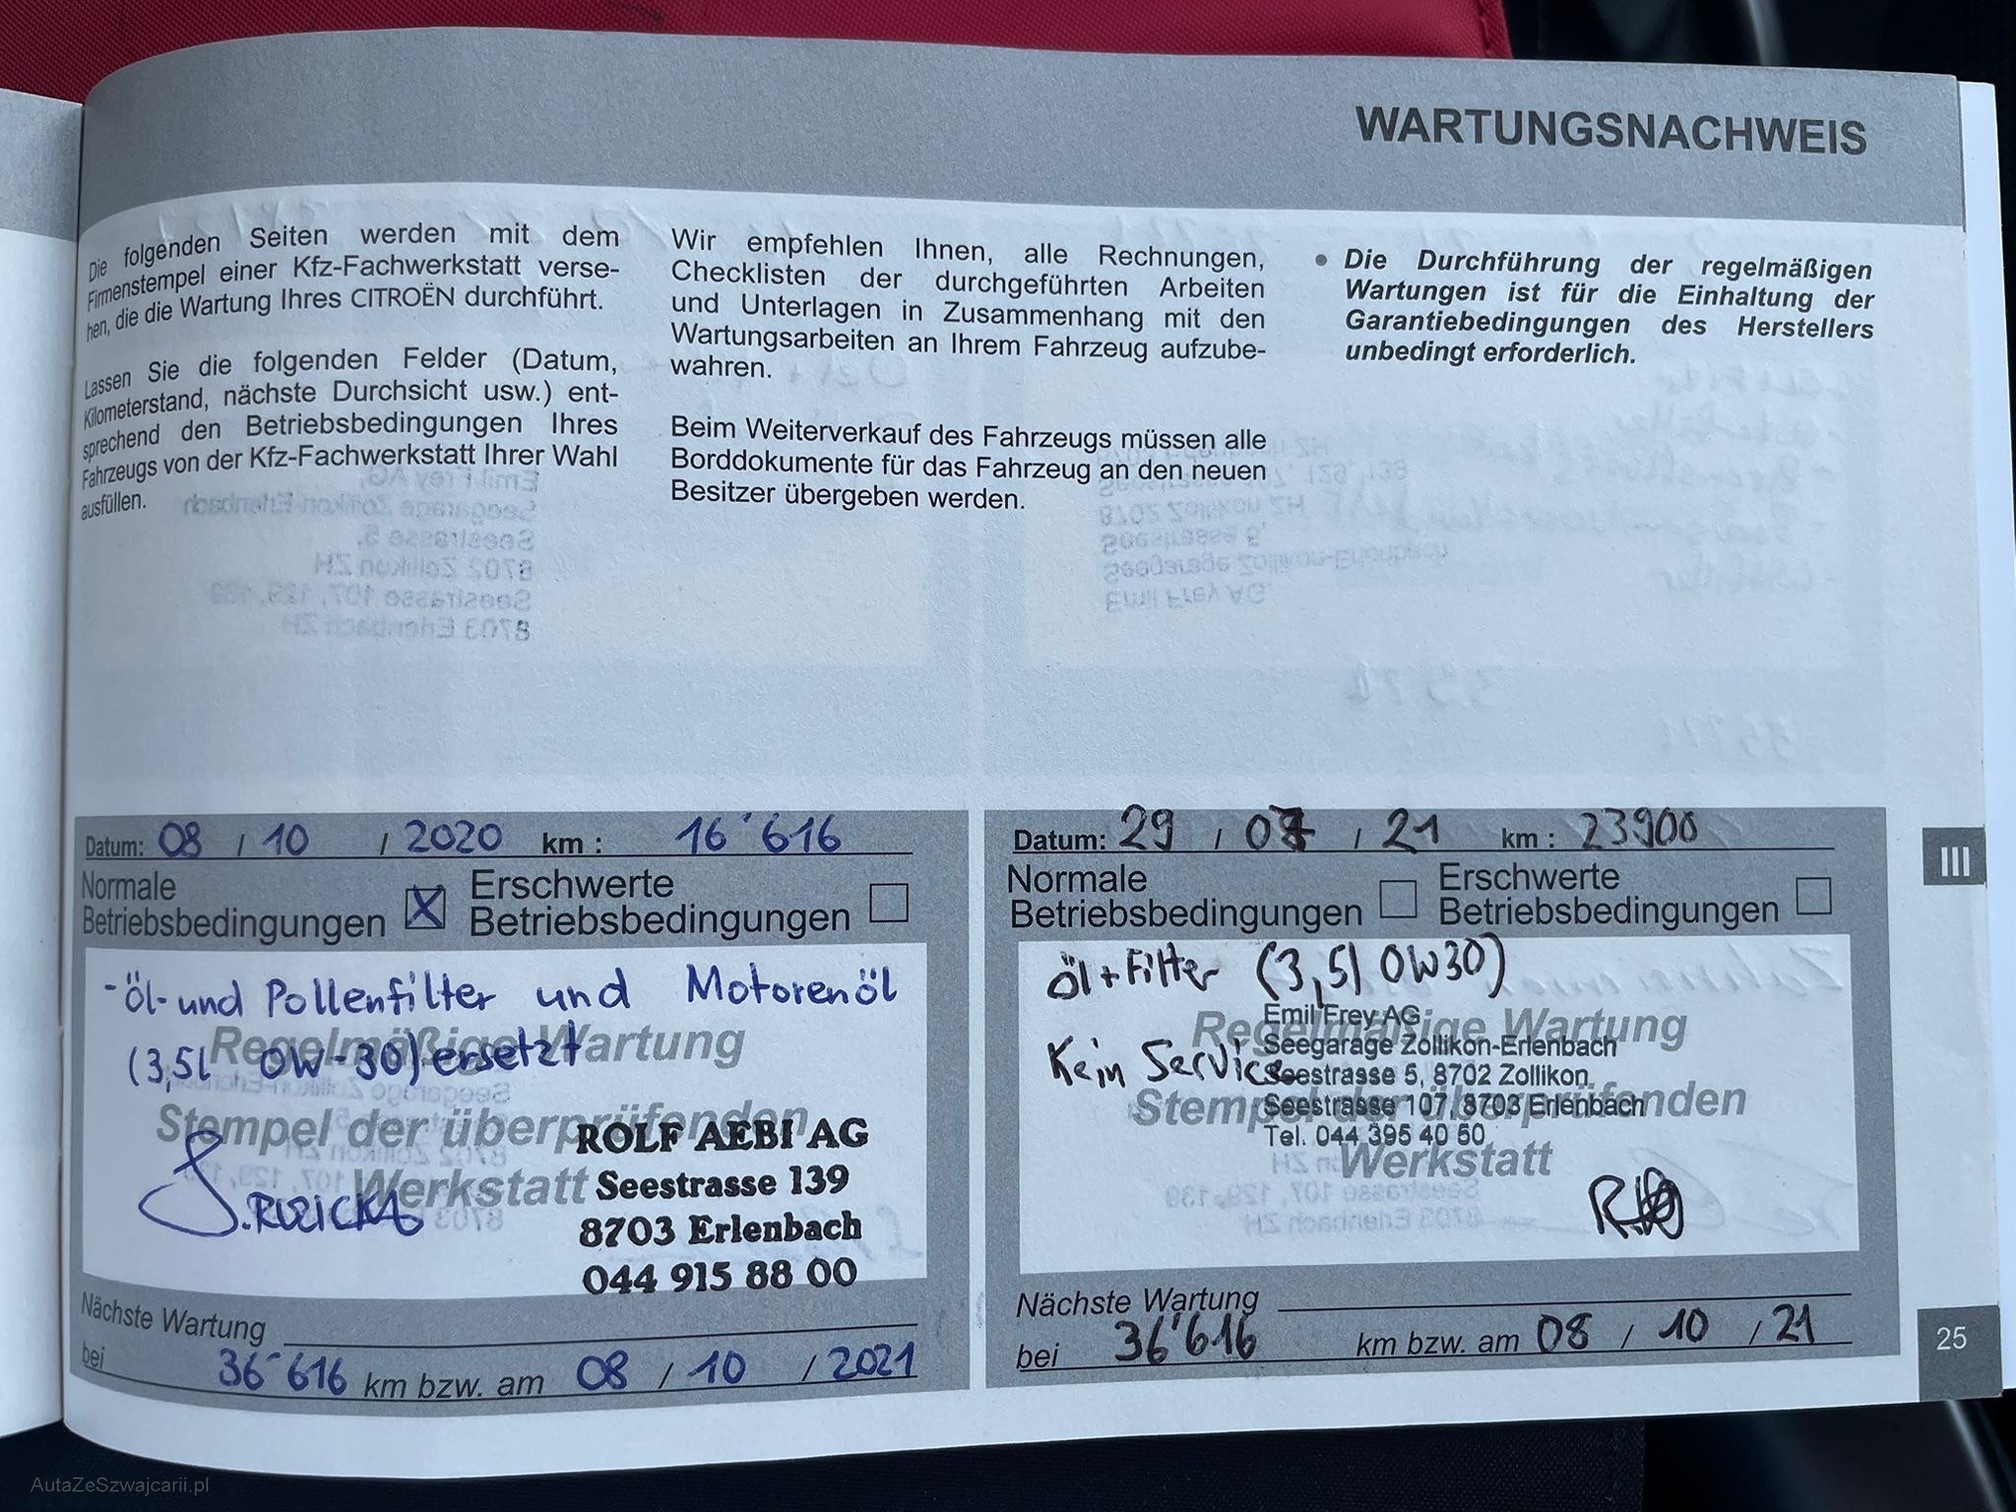 WARTUNGSNACHWEIS
Die folgenden Seiten werden mit dem
Firmenstempel einer Kfz-Fachwerkstatt verse-
hen, die die Wartung Ihres CITROËN durchführt.
Lassen Sie die folgenden Felder (Datum,
Kilometerstand, nächste Durchsicht usw.) ent-
sprechend den Betriebsbedingungen Ihres
Fahrzeugs von der Kfz-Fachwerkstatt Ihrer Wahl
ausfüllen.
Wir empfehlen Ihnen, alle Rechnungen,
Checklisten der durchgeführten Arbeiten
und Unterlagen in Zusammenhang mit den
Wartungsarbeiten an Ihrem Fahrzeug aufzube-
wahren.
Beim Weiterverkauf des Fahrzeugs müssen alle
Borddokumente für das Fahrzeug an den neuen
Besitzer übergeben werden.
• Die Durchführung der regelmäßigen
Wartungen ist für die Einhaltung der
Garantiebedingungen des Herstellers
unbedingt erforderlich.
Datum: 08 / 10 / 2020 km : 16'616
Normale
Betriebsbedingungen
Erschwerte
Betriebsbedingungen
-Öl- und Pollenfilter und Motorenöl
(3,5l 0W-30) ersetzt
Regelmäßige Wartung
Stempel der überprüfenden
Werkstatt
ROLF AEBI AG
Seestrasse 139
8703 Erlenbach
044 915 88 00
Nächste Wartung
bei 36'616 km bzw. am 08 / 10 / 2021
Datum: 29 / 07 / 21 km : 23900
Normale
Betriebsbedingungen
Erschwerte
Betriebsbedingungen
Öl+Filter (3,5l 0W30)
Kein Service
Regelmäßige Wartung
Stempel der überprüfenden
Werkstatt
Emil Frey AG
Seegarage Zollikon-Erlenbach
Seestrasse 5, 8702 Zollikon
Seestrasse 107, 8703 Erlenbach
Tel. 044 395 40 50
Nächste Wartung
bei 36'616 km bzw. am 08 / 10 / 21
III
25
AutaZeSzwajcarii.pl